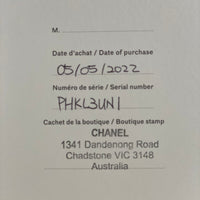 M.
Date d'achat / Date of purchase
05/05/2022
Numéro de série / Serial number
PHKL3UN1
Cachet de la boutique / Boutique stamp
CHANEL
1341 Dandenong Road
Chadstone VIC 3148
Australia